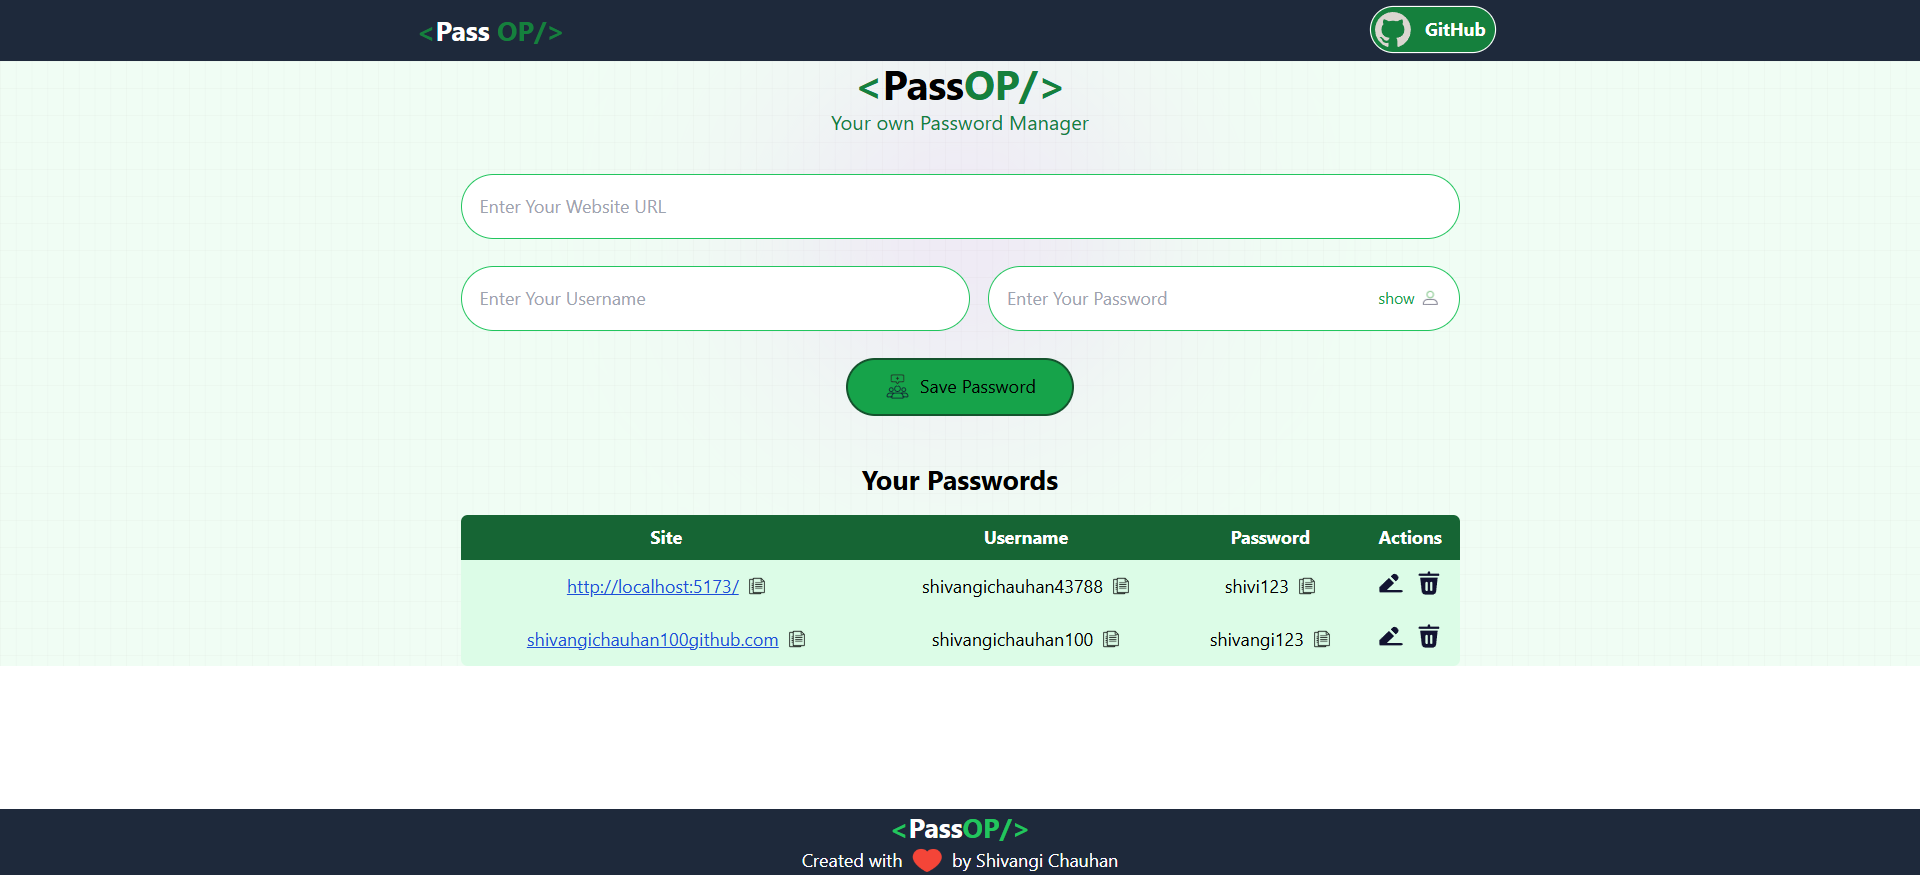 <Pass OP/>
GitHub
<PassOP/>
Your own Password Manager
Enter Your Website URL
Enter Your Username
Enter Your Password
show
Save Password
Your Passwords
Site Username Password Actions
http://localhost:5173/ shivangichauhan43788 shivi123
shivangichauhan100github.com shivangichauhan100 shivangi123
<PassOP/>
Created with by Shivangi Chauhan